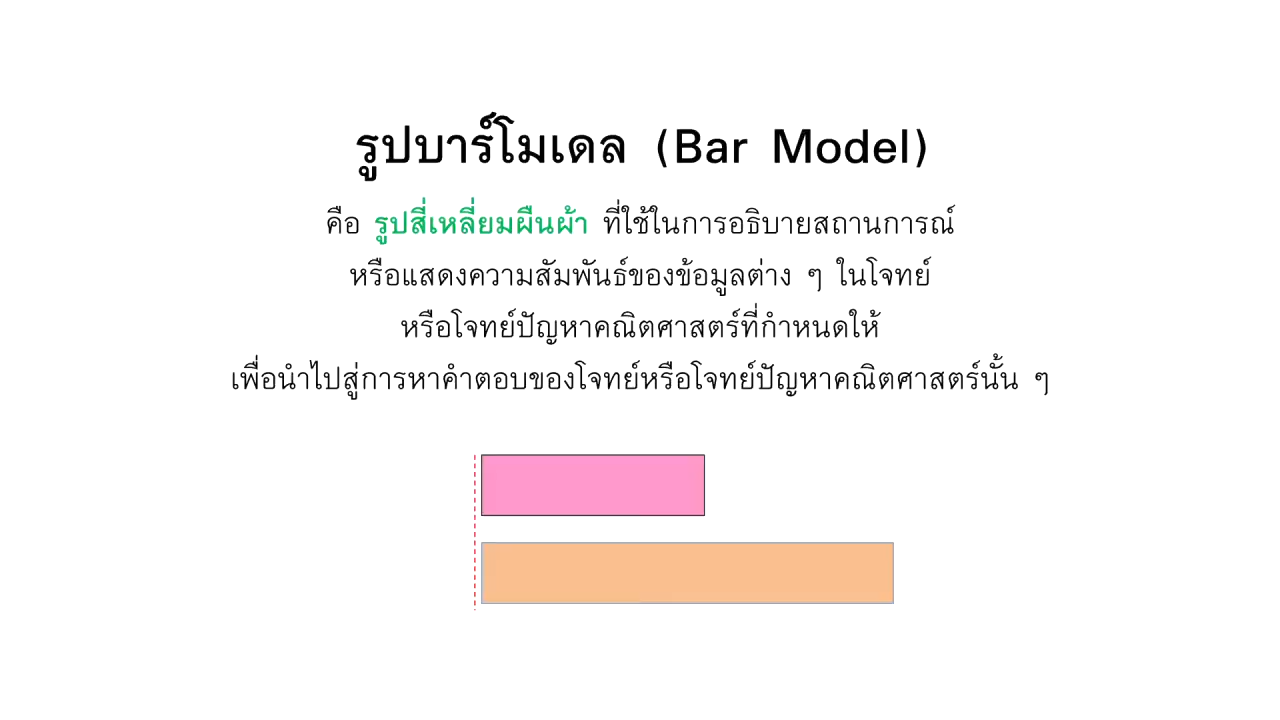 รูปบาร์โมเดล (Bar Model)
คือ รูปสี่เหลี่ยมผืนผ้า ที่ใช้ในการอธิบายสถานการณ์
หรือแสดงความสัมพันธ์ของข้อมูลต่าง ๆ ในโจทย์
หรือโจทย์ปัญหาคณิตศาสตร์ที่กำหนดให้
เพื่อนำไปสู่การหาคำตอบของโจทย์หรือโจทย์ปัญหาคณิตศาสตร์นั้น ๆ